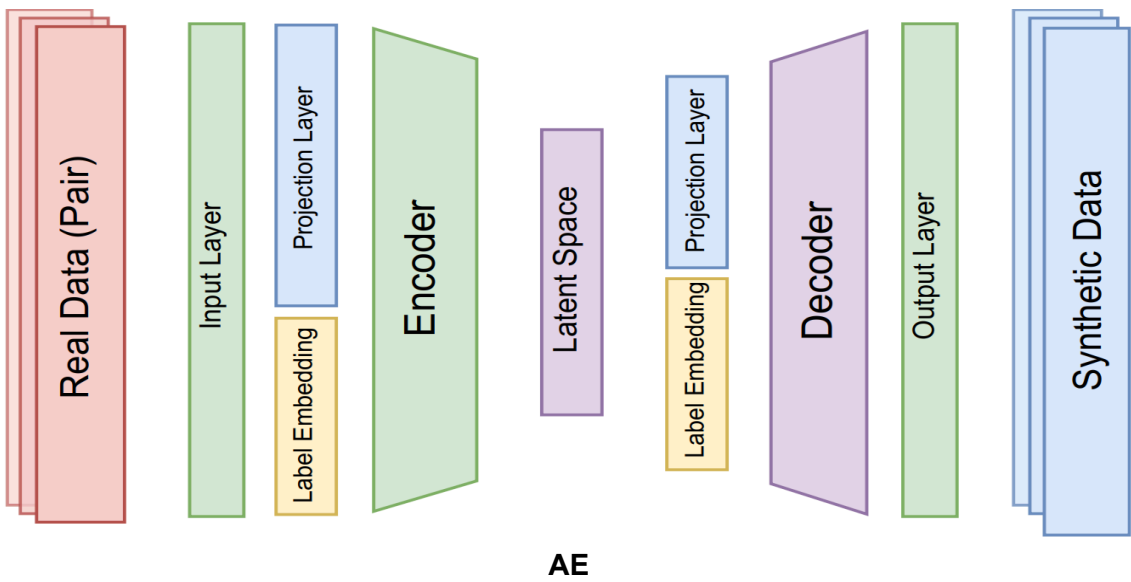 Real Data (Pair)
Input Layer
Projection Layer
Label Embedding
Encoder
Latent Space
Projection Layer
Label Embedding
Decoder
Output Layer
Synthetic Data
AE